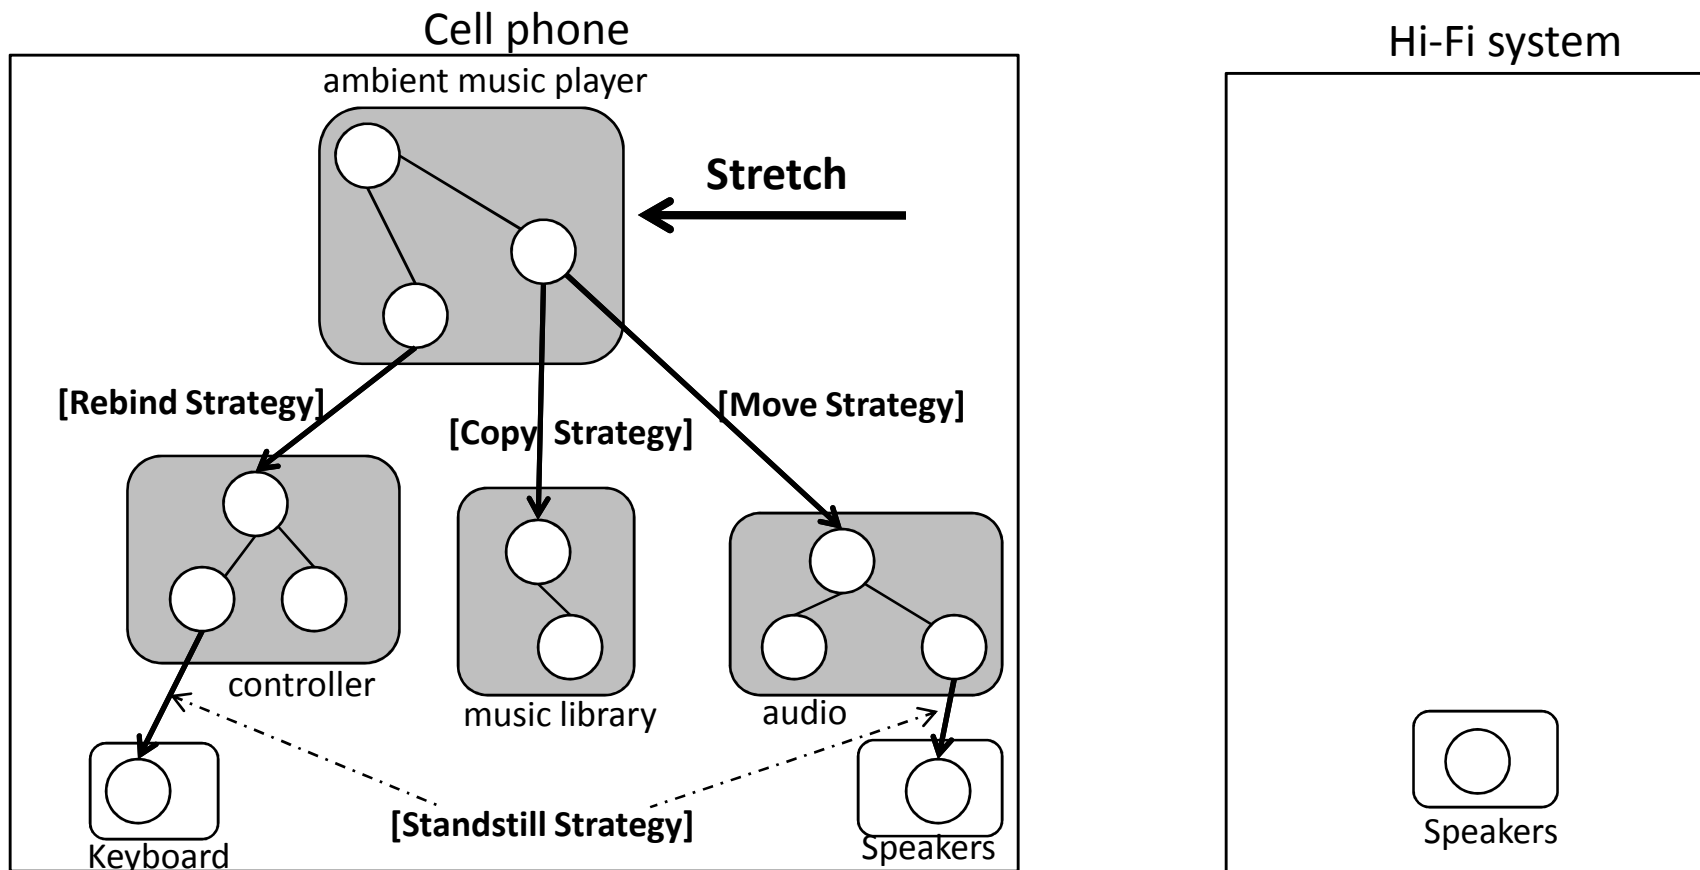 Cell phone
Hi-Fi system
ambient music player
Stretch
[Rebind Strategy]
[Copy Strategy]
[Move Strategy]
controller
music library
audio
[Standstill Strategy]
Keyboard
Speakers
Speakers